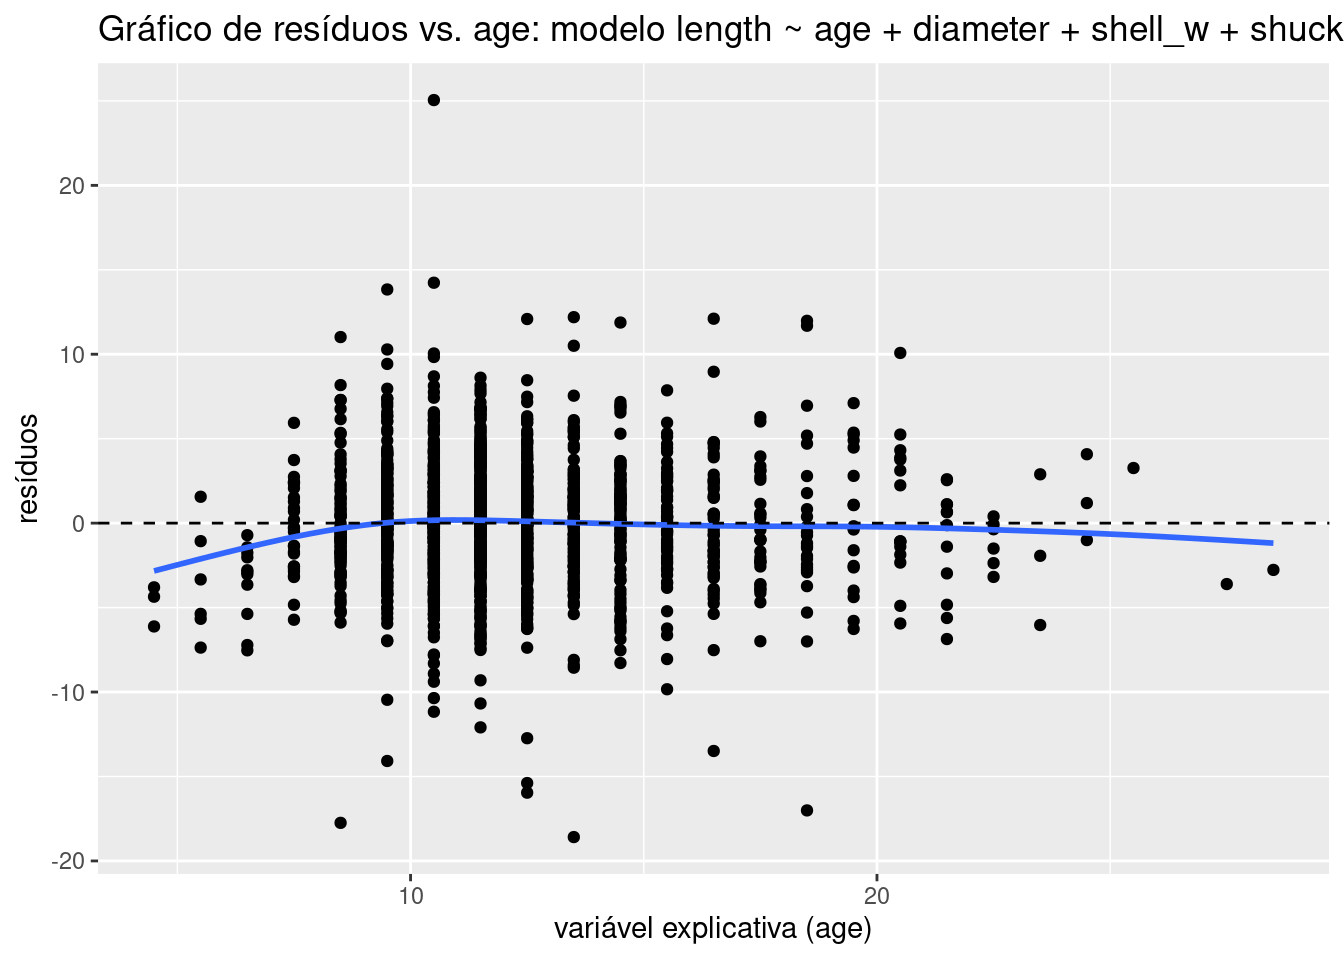 Gráfico de resíduos vs. age: modelo length ~ age + diameter + shell_w + shuck
20
10
0
-10
-20
resíduos
10
20
variável explicativa (age)